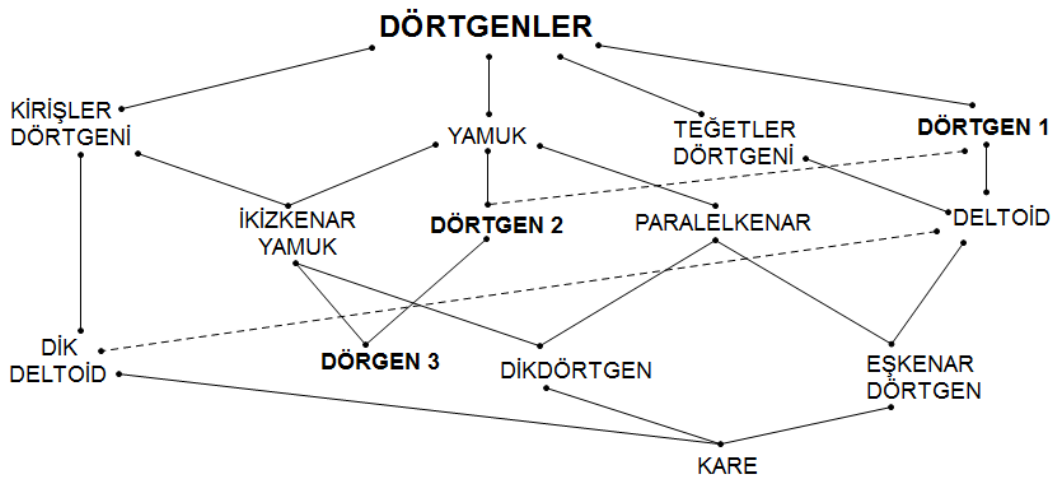 DÖRTGENLER
KİRİŞLER
DÖRTGENİ
YAMUK
TEĞETLER
DÖRTGENİ
DÖRTGEN 1
İKİZKENAR
YAMUK
DÖRTGEN 2
PARALELKENAR
DELTOİD
DİK
DELTOİD
DÖRGEN 3
DİKDÖRTGEN
EŞKENAR
DÖRTGEN
KARE